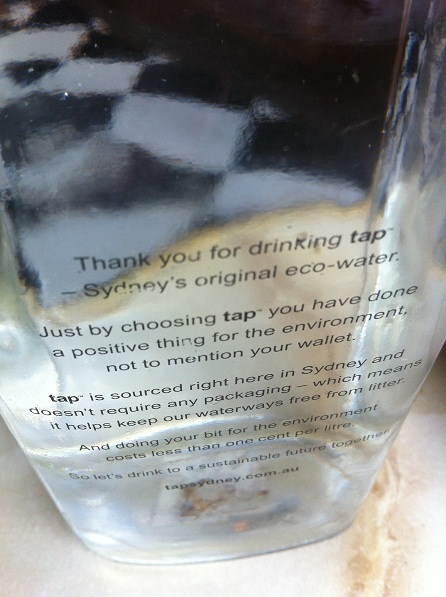 Thank you for drinking tap™
– Sydney's original eco-water.
Just by choosing tap™ you have done
a positive thing for the environment,
not to mention your wallet.
tap™ is sourced right here in Sydney and
doesn't require any packaging – which means
it helps keep our waterways free from litter.
And doing your bit for the environment
costs less than one cent per litre.
So let's drink to a sustainable future together.
tapsydney.com.au